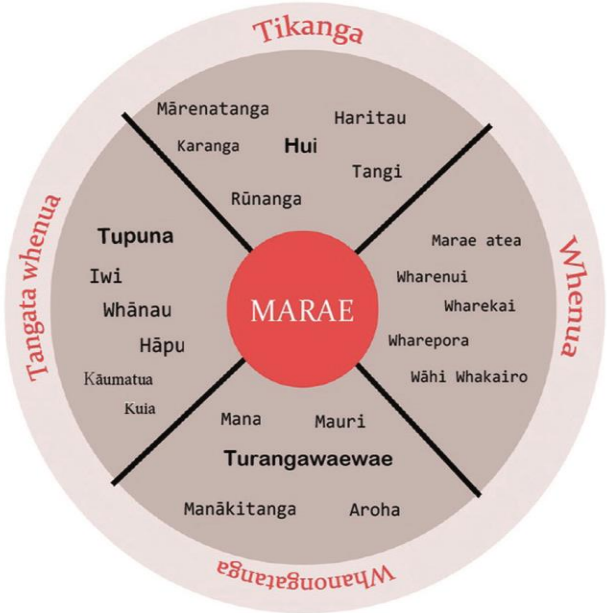 Tikanga
Mārenatanga
Haritau
Karanga
Hui
Tangi
Rūnanga
Tangata whenua
Tupuna
Iwi
Whānau
Hāpu
Kāumatua
Kuia
MARAE
Whenua
Marae atea
Wharenui
Wharekai
Wharepora
Wāhi Whakairo
Mana
Mauri
Turangawaewae
Manākitanga
Aroha
Whanongatatanga